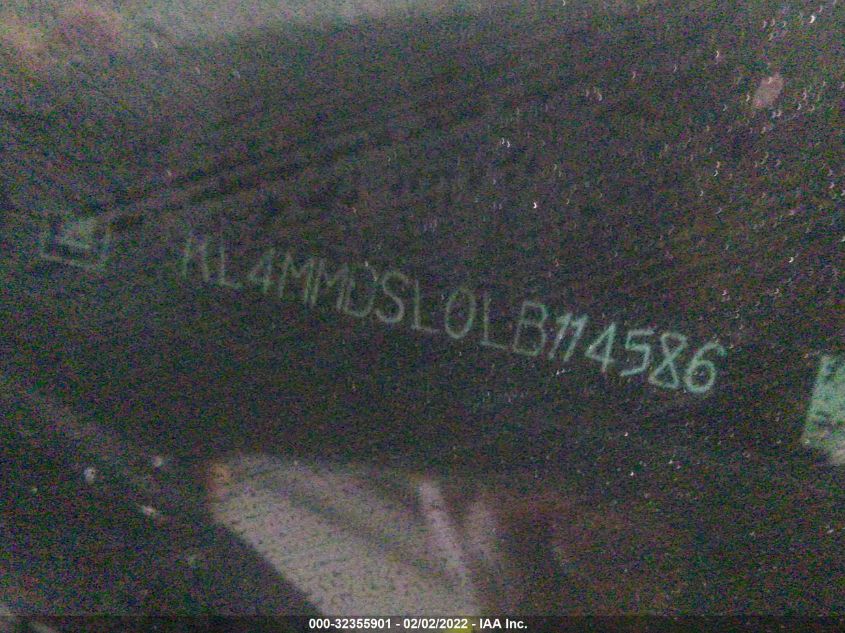 KL4MMDSL0LB114586
000-32355901 - 02/02/2022 - IAA Inc.